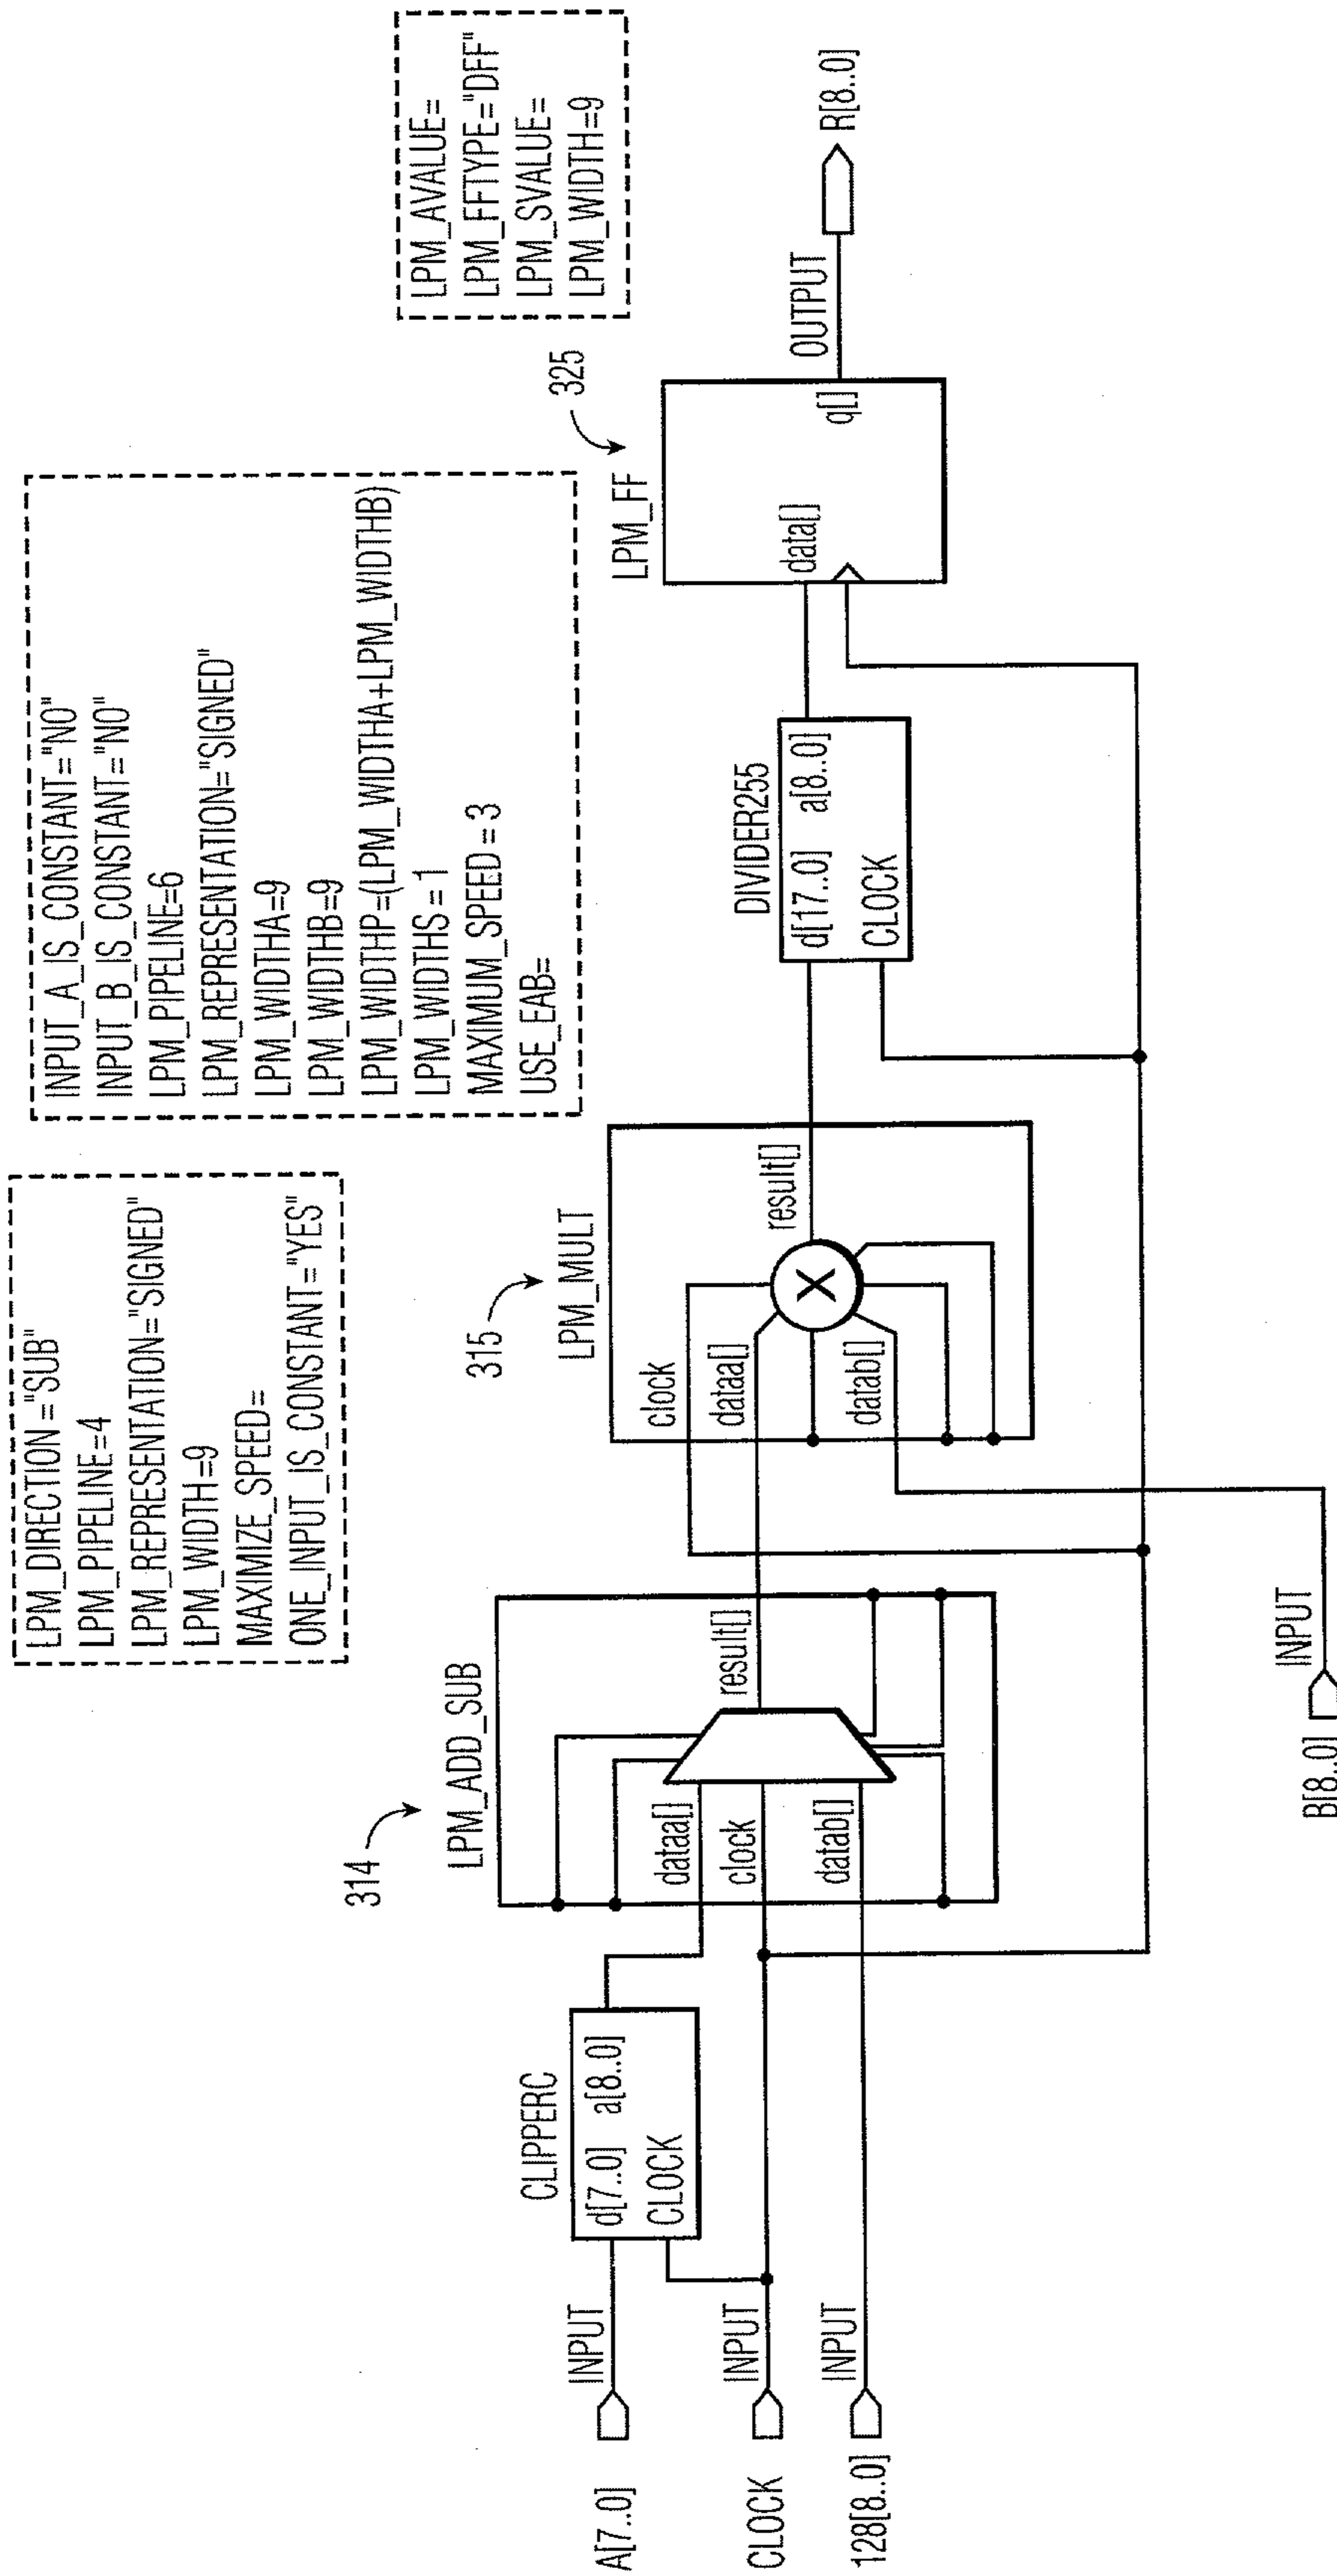 LPM_DIRECTION="SUB"
LPM_PIPELINE=4
LPM_REPRESENTATION="SIGNED"
LPM_WIDTH=9
MAXIMIZE_SPEED=
ONE_INPUT_IS_CONSTANT="YES"
INPUT_A_IS_CONSTANT="NO"
INPUT_B_IS_CONSTANT="NO"
LPM_PIPELINE=6
LPM_REPRESENTATION="SIGNED"
LPM_WIDTHA=9
LPM_WIDTHB=9
LPM_WIDTHP=(LPM_WIDTHA+LPM_WIDTHB)
LPM_WIDTHS=1
MAXIMUM_SPEED=3
USE_EAB=
LPM_AVALUE=
LPM_FFTYPE="DFF"
LPM_SVALUE=
LPM_WIDTH=9
A[7..0]
INPUT
CLOCK
INPUT
128[8..0]
INPUT
CLIPPERC
d[7..0] a[8..0]
CLOCK
314
LPM_ADD_SUB
dataa[]
clock
datab[]
result[]
B[8..0]
INPUT
315
LPM_MULT
clock
dataa[]
datab[]
result[]
DIVIDER255
d[17..0] a[8..0]
CLOCK
325
LPM_FF
data[]
q[]
OUTPUT
R[8..0]